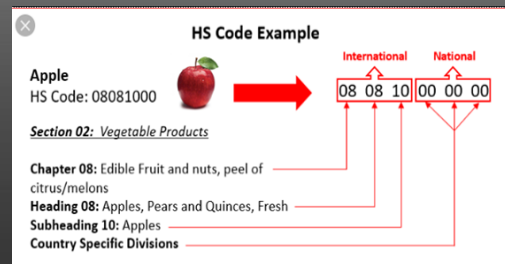 HS Code Example
International National
Apple
HS Code: 08081000
08 08 10 00 00 00
Section 02: Vegetable Products
Chapter 08: Edible Fruit and nuts, peel of
citrus/melons
Heading 08: Apples, Pears and Quinces, Fresh
Subheading 10: Apples
Country Specific Divisions